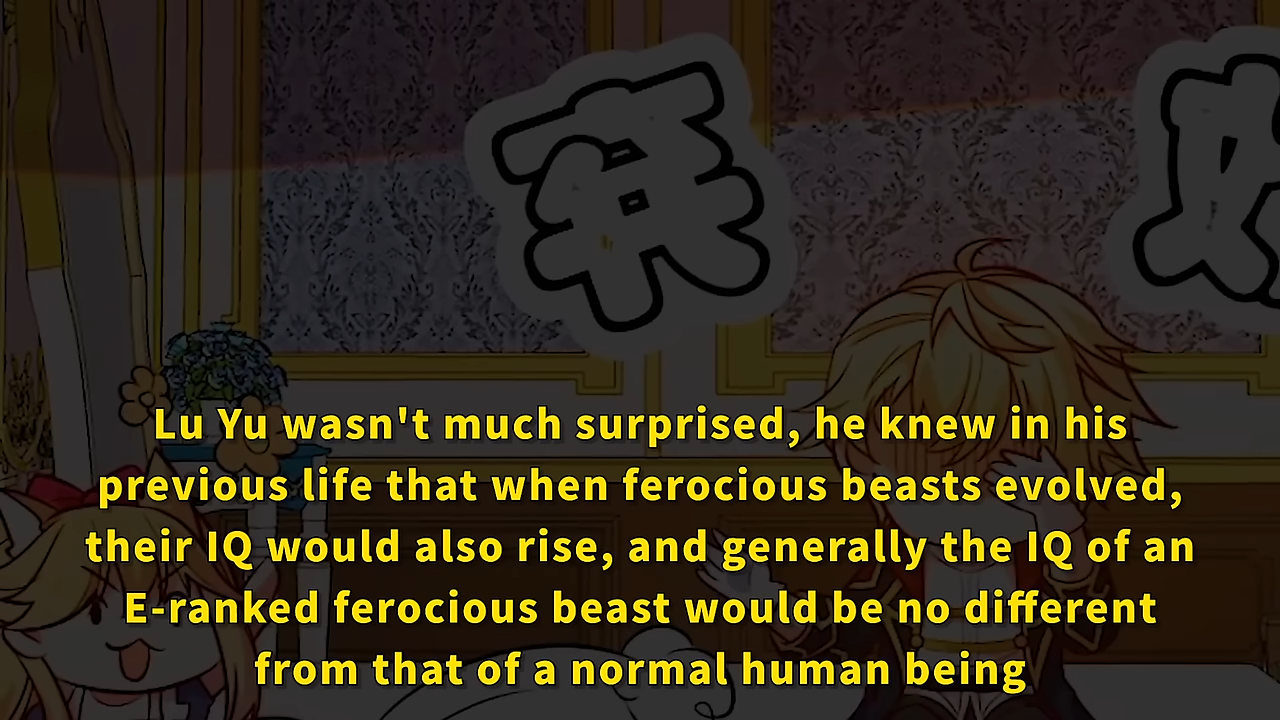 Lu Yu wasn't much surprised, he knew in his
previous life that when ferocious beasts evolved,
their IQ would also rise, and generally the IQ of an
E-ranked ferocious beast would be no different
from that of a normal human being